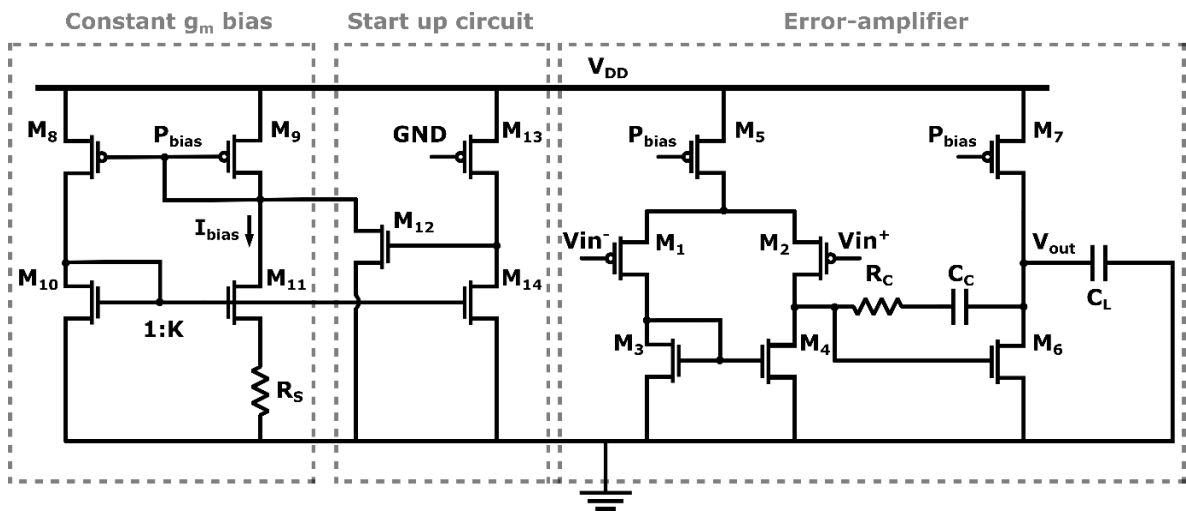 Constant gm bias
Start up circuit
Error-amplifier
VDD
M8
Pbias
M9
GND
M13
Pbias
M5
Pbias
M7
Ibias
M12
Vin-
M1
M2
Vin+
Vout
M10
M11
M14
RC
CC
CL
1:K
M3
M4
M6
RS